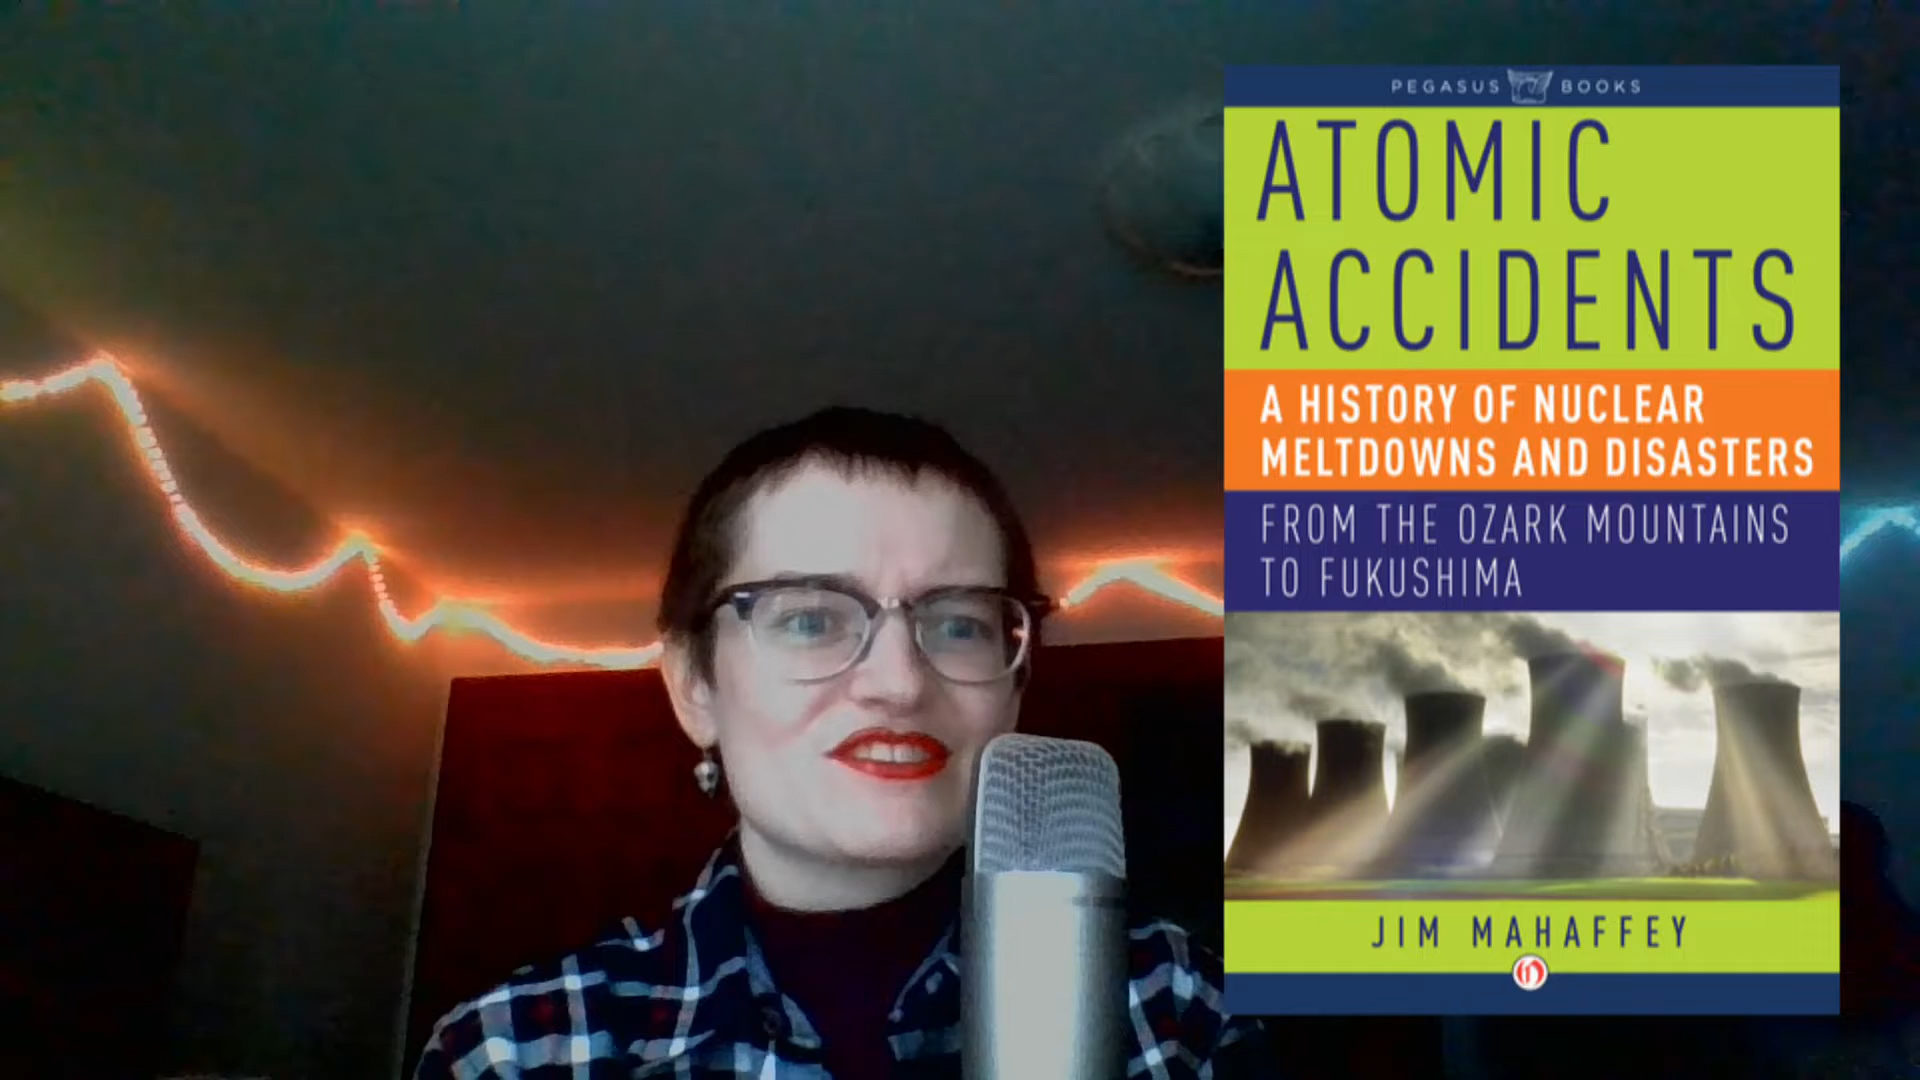 PEGASUS BOOKS
ATOMIC
ACCIDENTS
A HISTORY OF NUCLEAR
MELTDOWNS AND DISASTERS
FROM THE OZARK MOUNTAINS
TO FUKUSHIMA
JIM MAHAFFEY